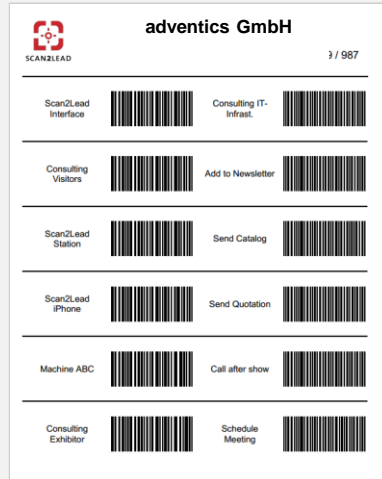 adventics GmbH
SCAN2LEAD
/ 987
Scan2Lead
Interface
Consulting IT-
Infrast.
Consulting
Visitors
Add to Newsletter
Scan2Lead
Station
Send Catalog
Scan2Lead
iPhone
Send Quotation
Machine ABC
Call after show
Consulting
Exhibitor
Schedule
Meeting